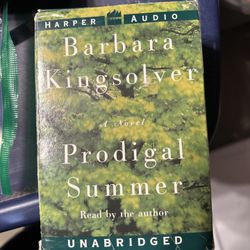 HARPER AUDIO
Barbara
Kingsolver
A Novel
Prodigal
Summer
Read by the author
UNABRIDGED